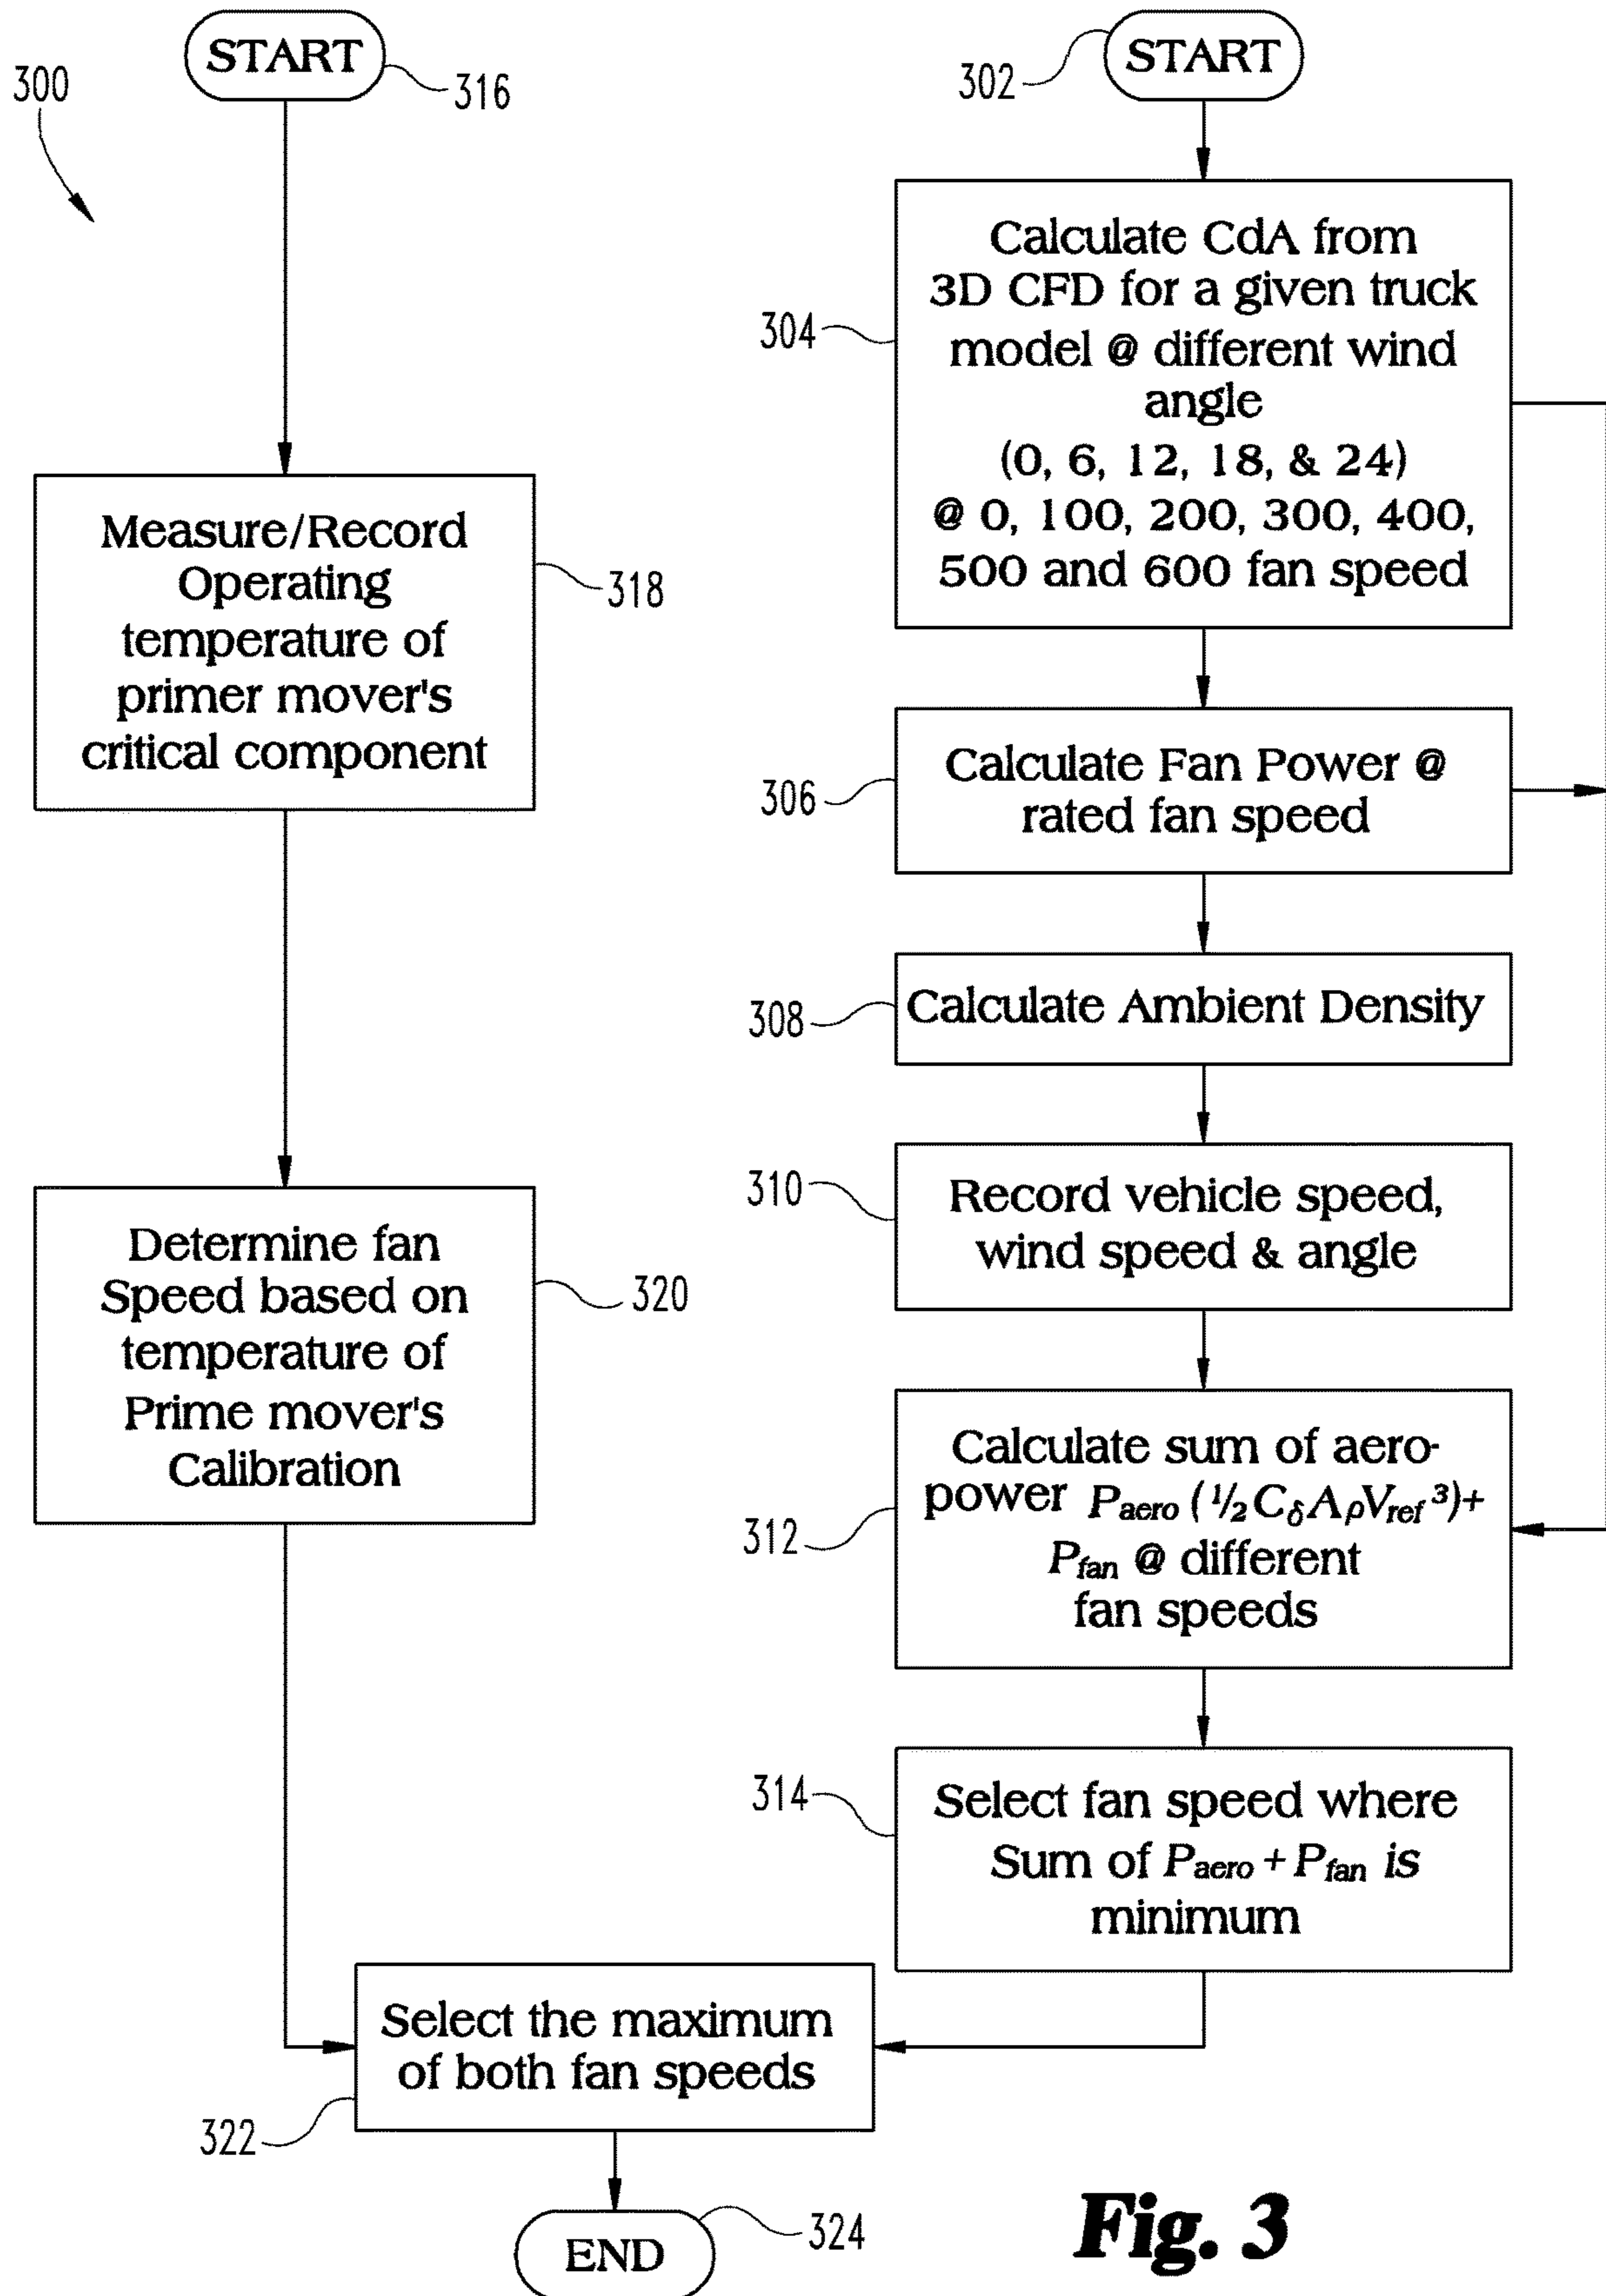 START
316
300
Measure/Record
Operating
temperature of
primer mover's
critical component
318
Determine fan
Speed based on
temperature of
Prime mover's
Calibration
320
302
START
Calculate CdA from
3D CFD for a given truck
model @ different wind
angle
(0, 6, 12, 18, & 24)
@ 0, 100, 200, 300, 400,
500 and 600 fan speed
304
Calculate Fan Power @
rated fan speed
306
Calculate Ambient Density
308
Record vehicle speed,
wind speed & angle
310
Calculate sum of aero-
power Paero (½ CδAρVref³)+
Pfan @ different
fan speeds
312
Select fan speed where
Sum of Paero + Pfan is
minimum
314
Select the maximum
of both fan speeds
322
END
324
Fig. 3